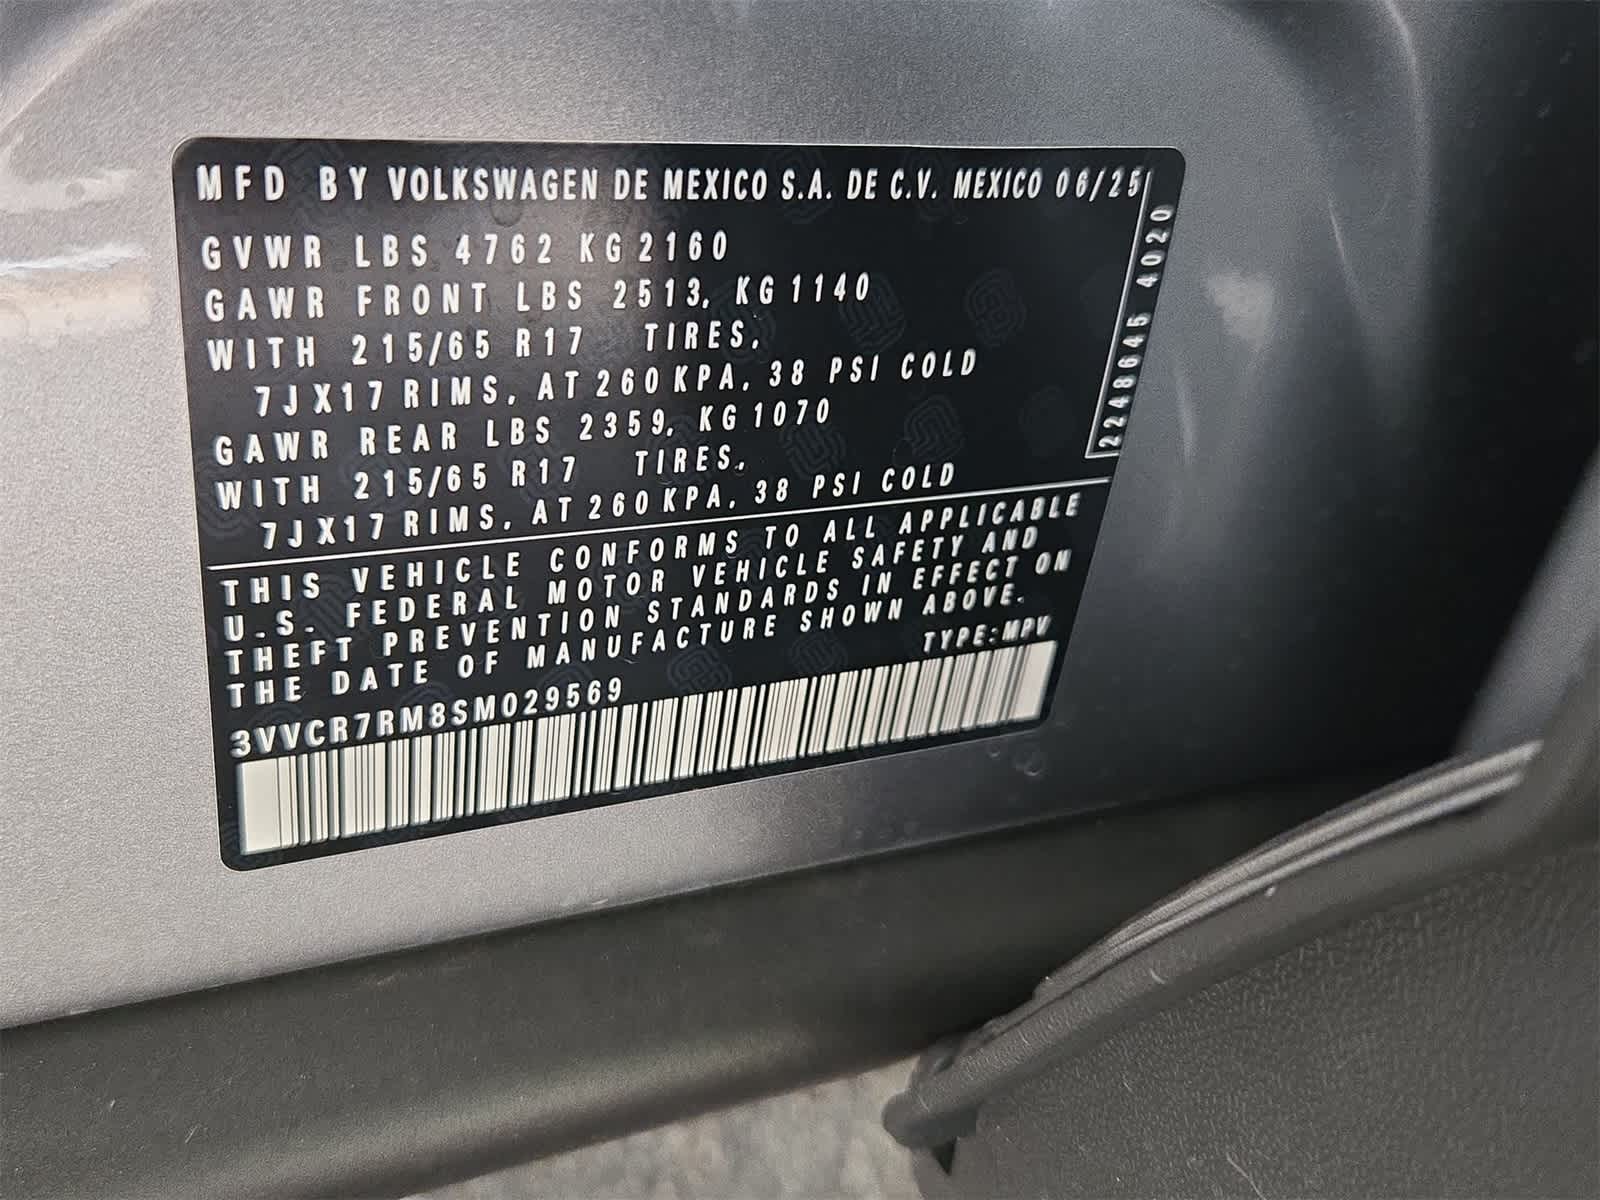 MFD BY VOLKSWAGEN DE MEXICO S.A. DE C.V. MEXICO 06/25
GVWR LBS 4762 KG 2160
GAWR FRONT LBS 2513, KG 1140
WITH 215/65 R17 TIRES,
7JX17 RIMS, AT 260 KPA, 38 PSI COLD
GAWR REAR LBS 2359, KG 1070
WITH 215/65 R17 TIRES,
7JX17 RIMS, AT 260 KPA, 38 PSI COLD
2248645 4020
THIS VEHICLE CONFORMS TO ALL APPLICABLE
U.S. FEDERAL MOTOR VEHICLE SAFETY AND
THEFT PREVENTION STANDARDS IN EFFECT ON
THE DATE OF MANUFACTURE SHOWN ABOVE.
TYPE: MPV
3VVCR7RM8SM029569